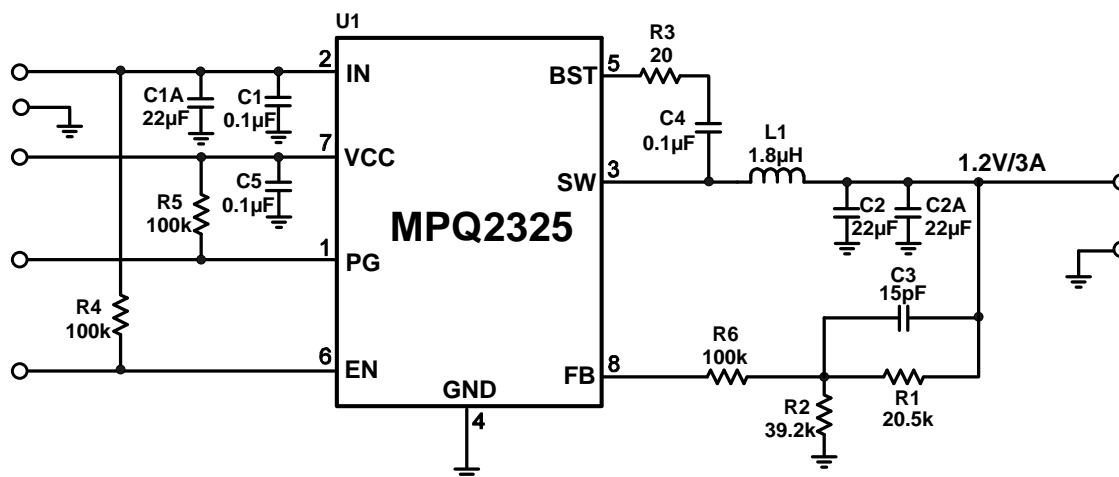 U1
MPQ2325
2
IN
7
VCC
1
PG
6
EN
GND
4
5
BST
3
SW
8
FB
C1A
22µF
C1
0.1µF
C5
0.1µF
R5
100k
R4
100k
R3
20
C4
0.1µF
L1
1.8µH
1.2V/3A
C2
22µF
C2A
22µF
C3
15pF
R6
100k
R2
39.2k
R1
20.5k